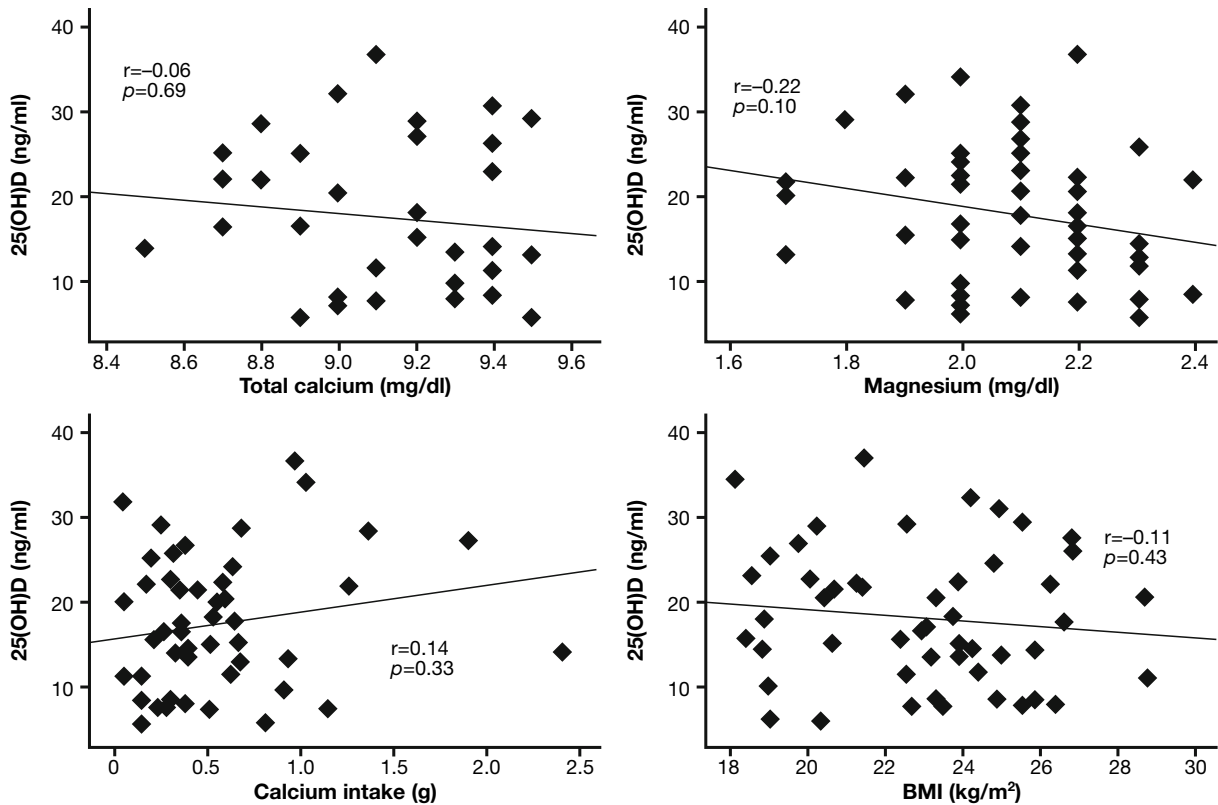 40
30
20
10
25(OH)D (ng/ml)
r=–0.06
p=0.69
8.4 8.6 8.8 9.0 9.2 9.4 9.6
Total calcium (mg/dl)
40
30
20
10
25(OH)D (ng/ml)
r=–0.22
p=0.10
1.6 1.8 2.0 2.2 2.4
Magnesium (mg/dl)
40
30
20
10
25(OH)D (ng/ml)
r=0.14
p=0.33
0 0.5 1.0 1.5 2.0 2.5
Calcium intake (g)
40
30
20
10
25(OH)D (ng/ml)
r=–0.11
p=0.43
18 20 22 24 26 28 30
BMI (kg/m²)